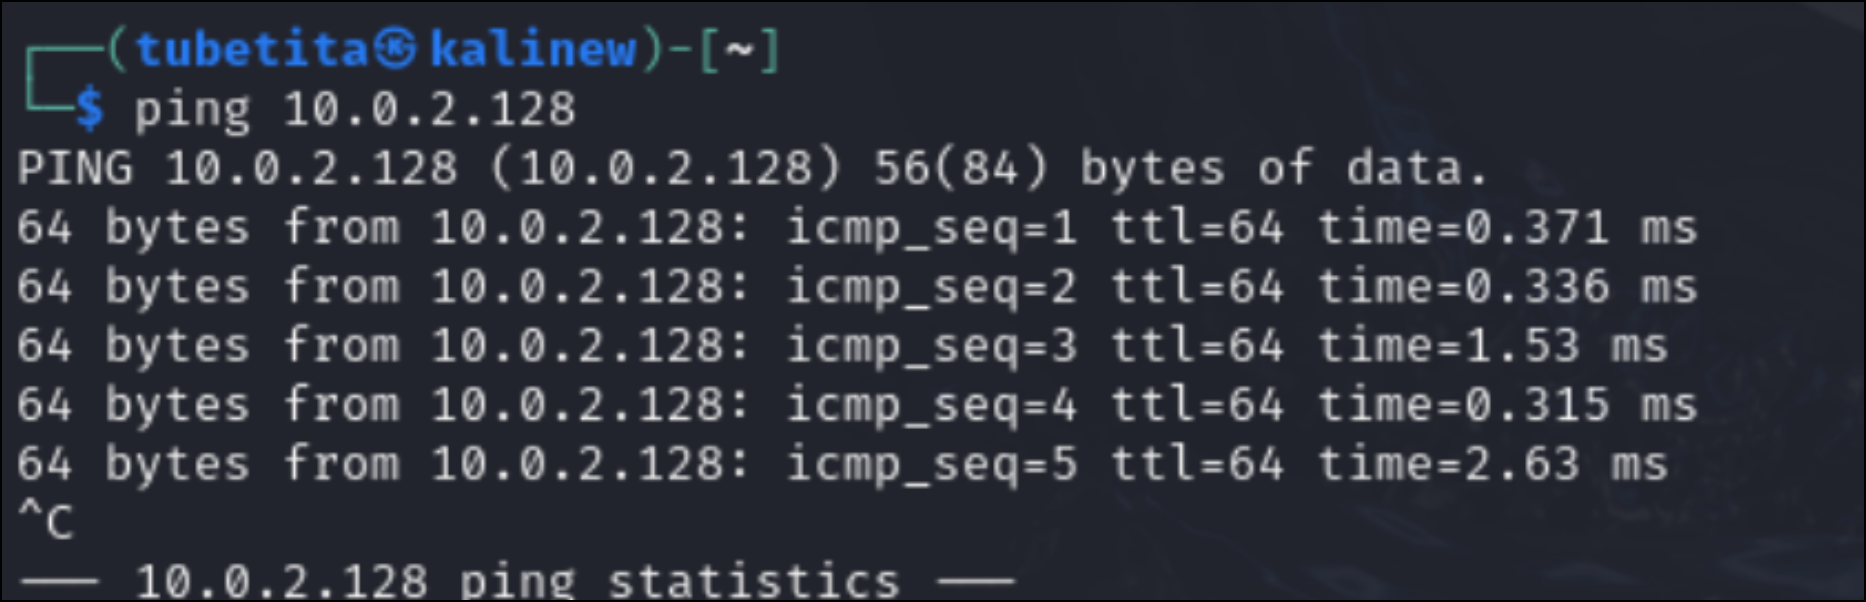 ┌──(tubetita㉿kalinew)-[~]
└─$ ping 10.0.2.128
PING 10.0.2.128 (10.0.2.128) 56(84) bytes of data.
64 bytes from 10.0.2.128: icmp_seq=1 ttl=64 time=0.371 ms
64 bytes from 10.0.2.128: icmp_seq=2 ttl=64 time=0.336 ms
64 bytes from 10.0.2.128: icmp_seq=3 ttl=64 time=1.53 ms
64 bytes from 10.0.2.128: icmp_seq=4 ttl=64 time=0.315 ms
64 bytes from 10.0.2.128: icmp_seq=5 ttl=64 time=2.63 ms
^C
--- 10.0.2.128 ping statistics ---